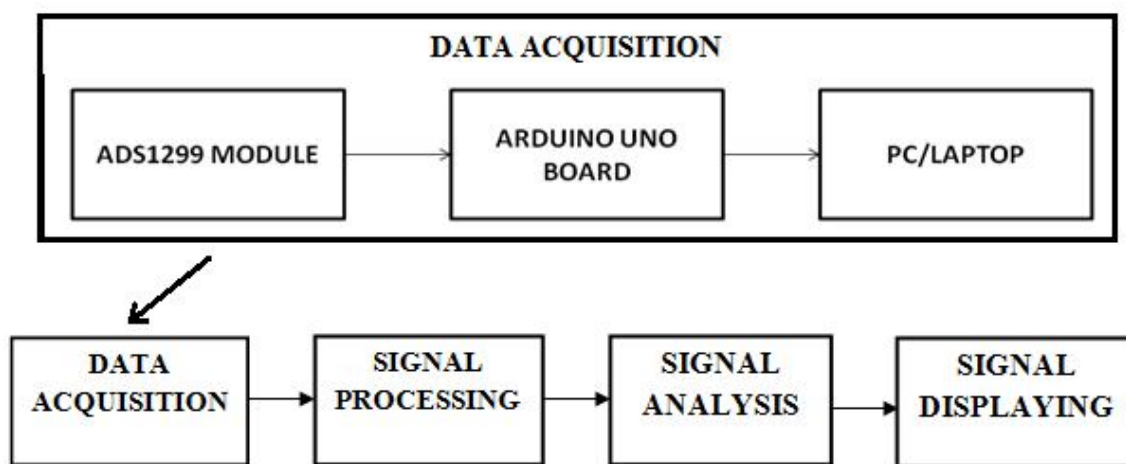 DATA ACQUISITION
ADS1299 MODULE
ARDUINO UNO
BOARD
PC/LAPTOP
DATA
ACQUISITION
SIGNAL
PROCESSING
SIGNAL
ANALYSIS
SIGNAL
DISPLAYING